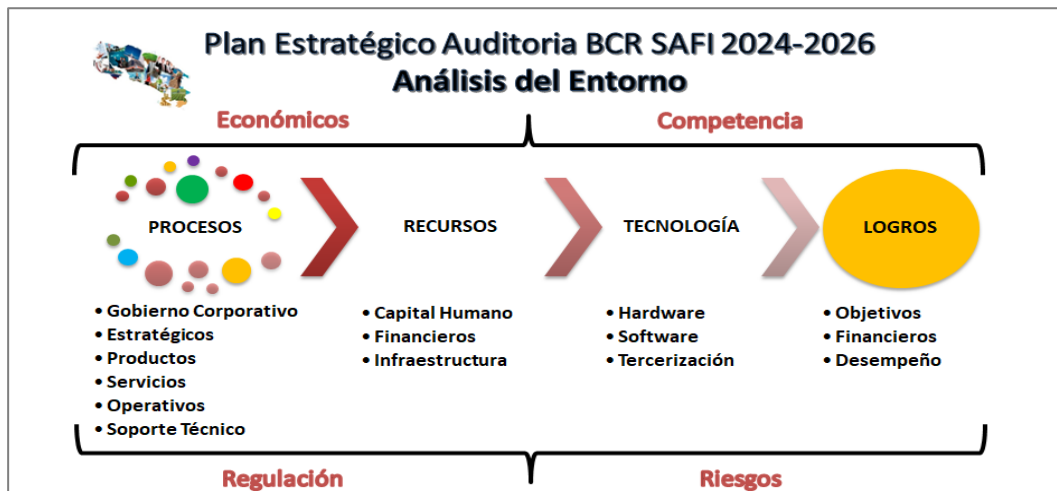 Plan Estratégico Auditoria BCR SAFI 2024-2026
Análisis del Entorno
Económicos
Competencia
PROCESOS
RECURSOS
TECNOLOGÍA
LOGROS
• Gobierno Corporativo
• Estratégicos
• Productos
• Servicios
• Operativos
• Soporte Técnico
• Capital Humano
• Financieros
• Infraestructura
• Hardware
• Software
• Tercerización
• Objetivos
• Financieros
• Desempeño
Regulación
Riesgos